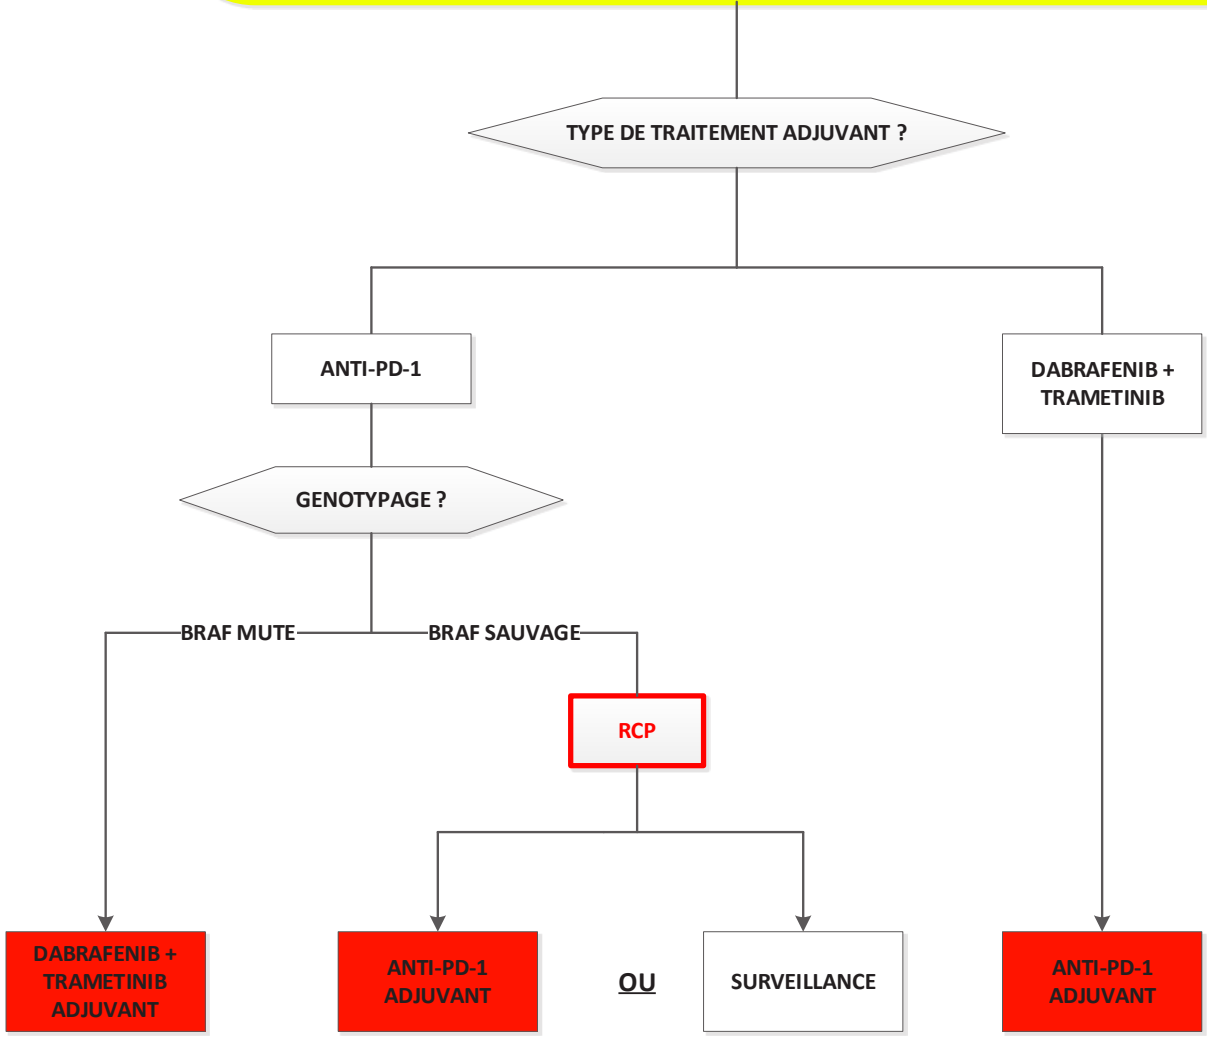 TYPE DE TRAITEMENT ADJUVANT ?
ANTI-PD-1
DABRAFENIB +
TRAMETINIB
GENOTYPAGE ?
BRAF MUTE
BRAF SAUVAGE
RCP
DABRAFENIB +
TRAMETINIB
ADJUVANT
ANTI-PD-1
ADJUVANT
OU
SURVEILLANCE
ANTI-PD-1
ADJUVANT